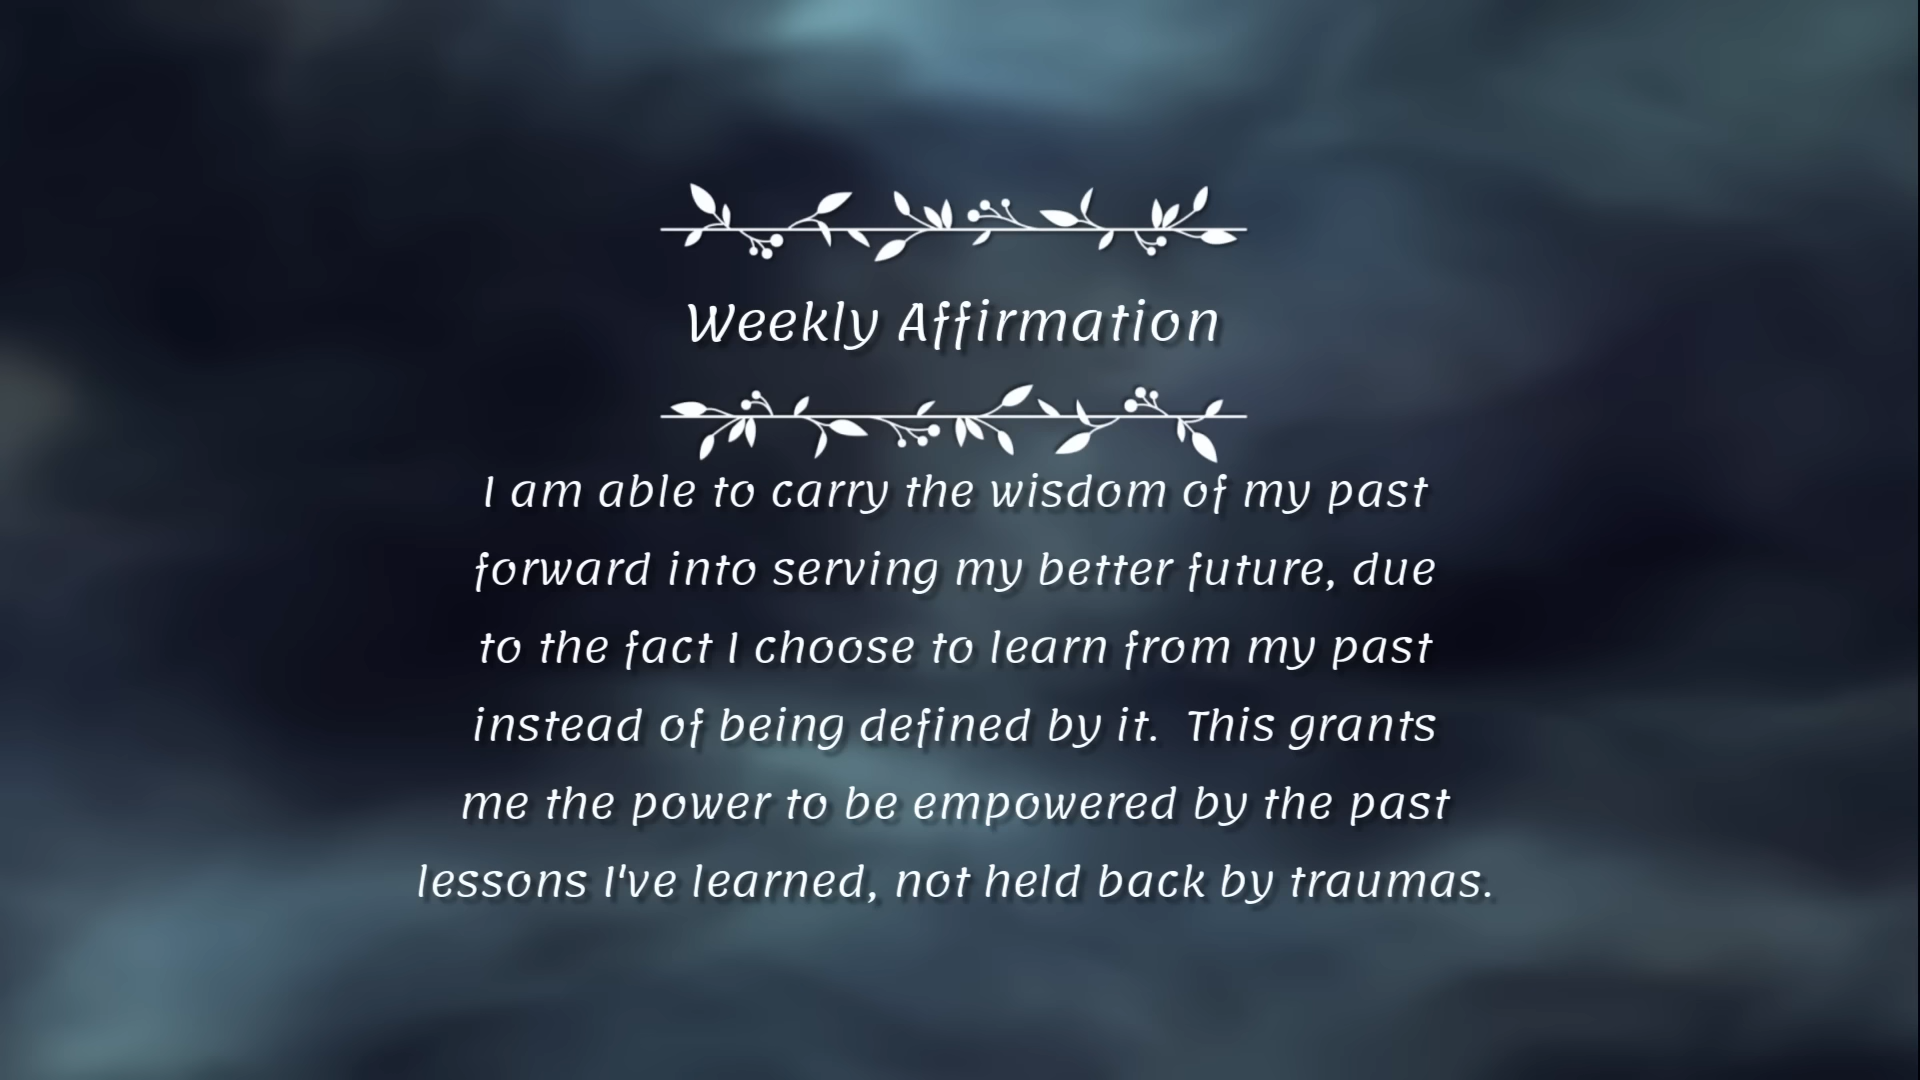 Weekly Affirmation
I am able to carry the wisdom of my past
forward into serving my better future, due
to the fact I choose to learn from my past
instead of being defined by it.  This grants
me the power to be empowered by the past
lessons I've learned, not held back by traumas.